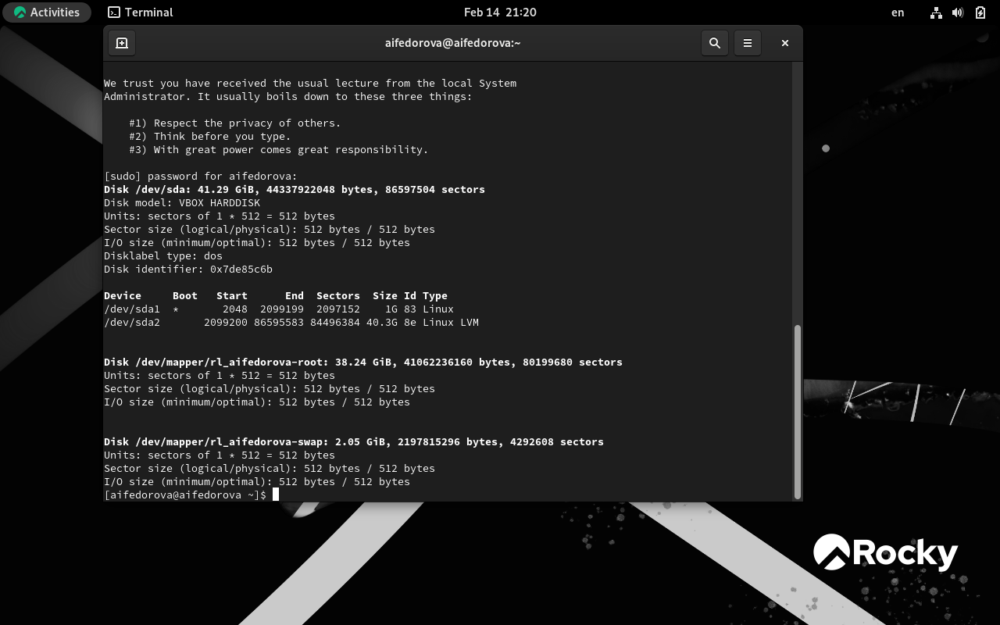 Activities Terminal Feb 14 21:20 en
aifedorova@aifedorova:~
We trust you have received the usual lecture from the local System
Administrator. It usually boils down to these three things:
#1) Respect the privacy of others.
#2) Think before you type.
#3) With great power comes great responsibility.
[sudo] password for aifedorova:
Disk /dev/sda: 41.29 GiB, 44337922048 bytes, 86597504 sectors
Disk model: VBOX HARDDISK
Units: sectors of 1 * 512 = 512 bytes
Sector size (logical/physical): 512 bytes / 512 bytes
I/O size (minimum/optimal): 512 bytes / 512 bytes
Disklabel type: dos
Disk identifier: 0x7de85c6b
Device     Boot   Start      End  Sectors  Size Id Type
/dev/sda1  *       2048  2099199  2097152    1G 83 Linux
/dev/sda2       2099200 86595583 84496384 40.3G 8e Linux LVM
Disk /dev/mapper/rl_aifedorova-root: 38.24 GiB, 41062236160 bytes, 80199680 sectors
Units: sectors of 1 * 512 = 512 bytes
Sector size (logical/physical): 512 bytes / 512 bytes
I/O size (minimum/optimal): 512 bytes / 512 bytes
Disk /dev/mapper/rl_aifedorova-swap: 2.05 GiB, 2197815296 bytes, 4292608 sectors
Units: sectors of 1 * 512 = 512 bytes
Sector size (logical/physical): 512 bytes / 512 bytes
I/O size (minimum/optimal): 512 bytes / 512 bytes
[aifedorova@aifedorova ~]$
Rocky